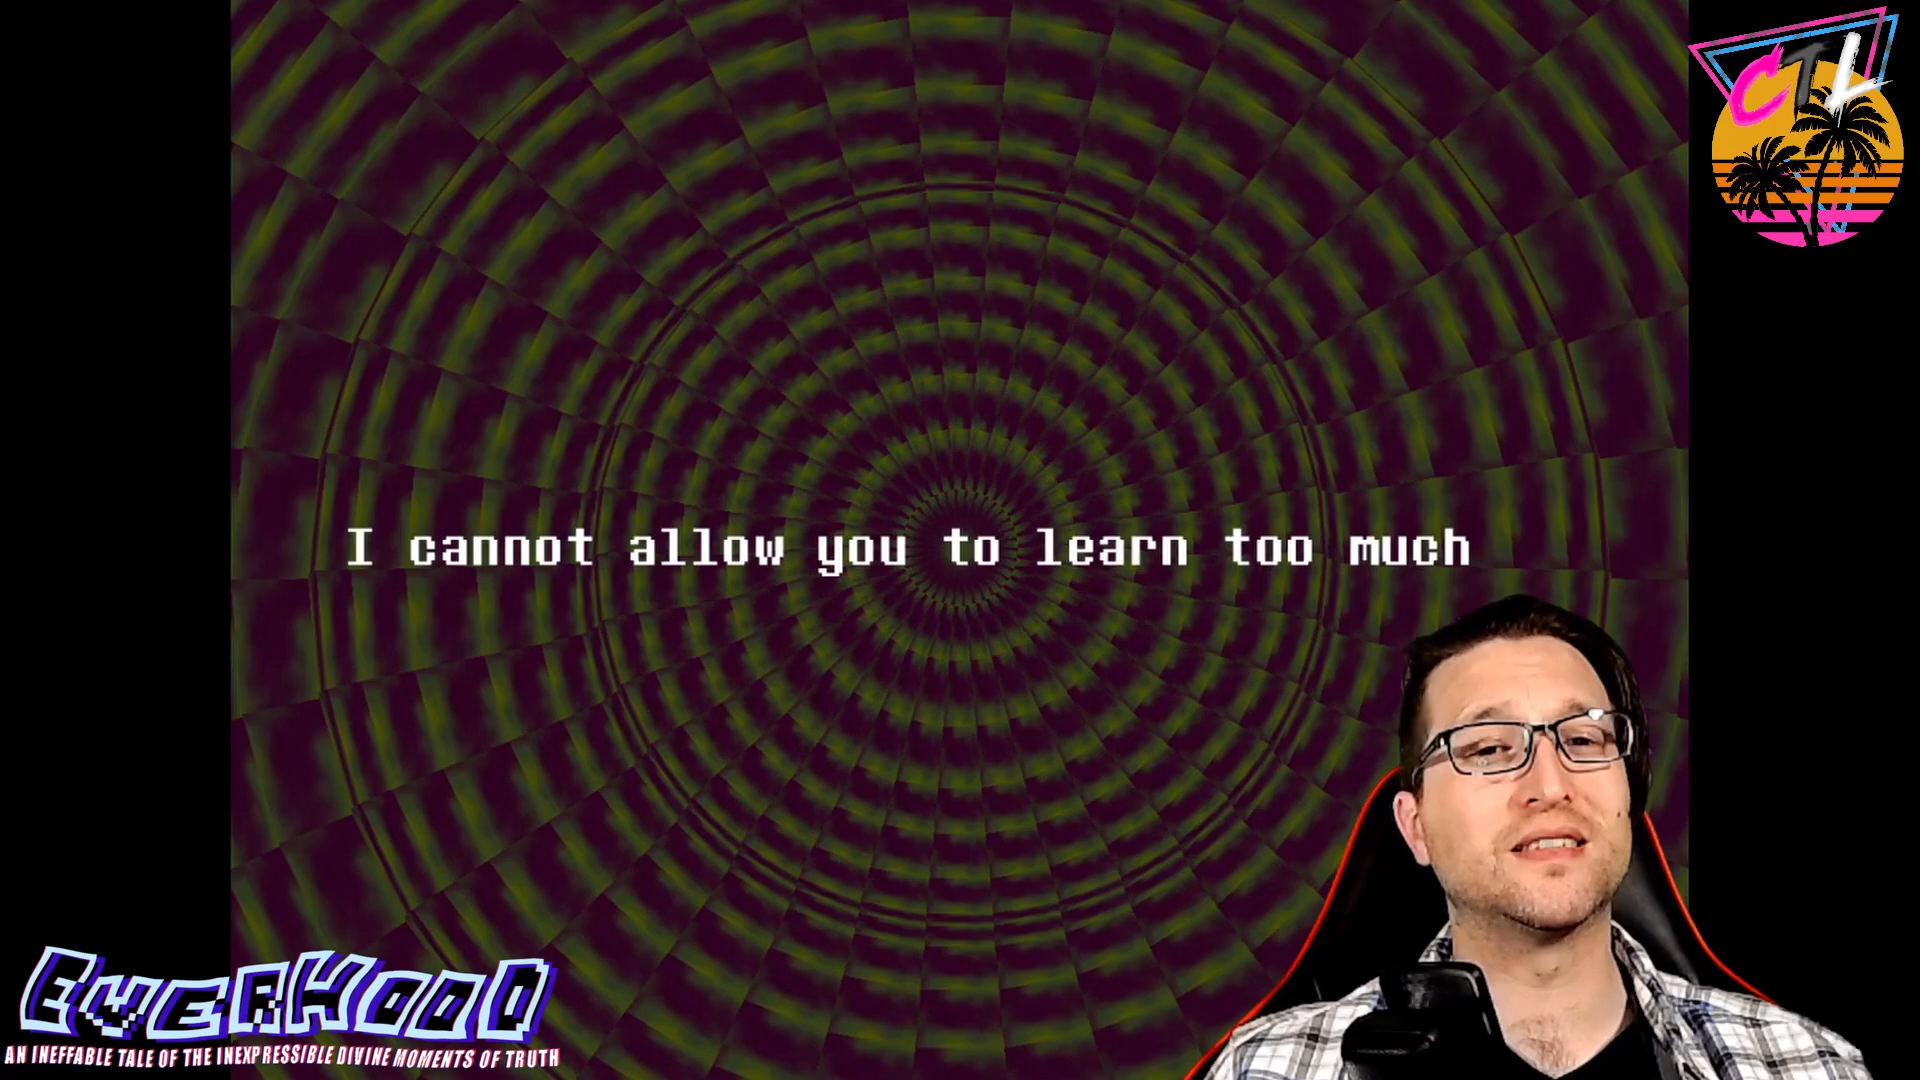 CTL
I cannot allow you to learn too much
EVERHOOD
AN INEFFABLE TALE OF THE INEXPRESSIBLE DIVINE MOMENTS OF TRUTH